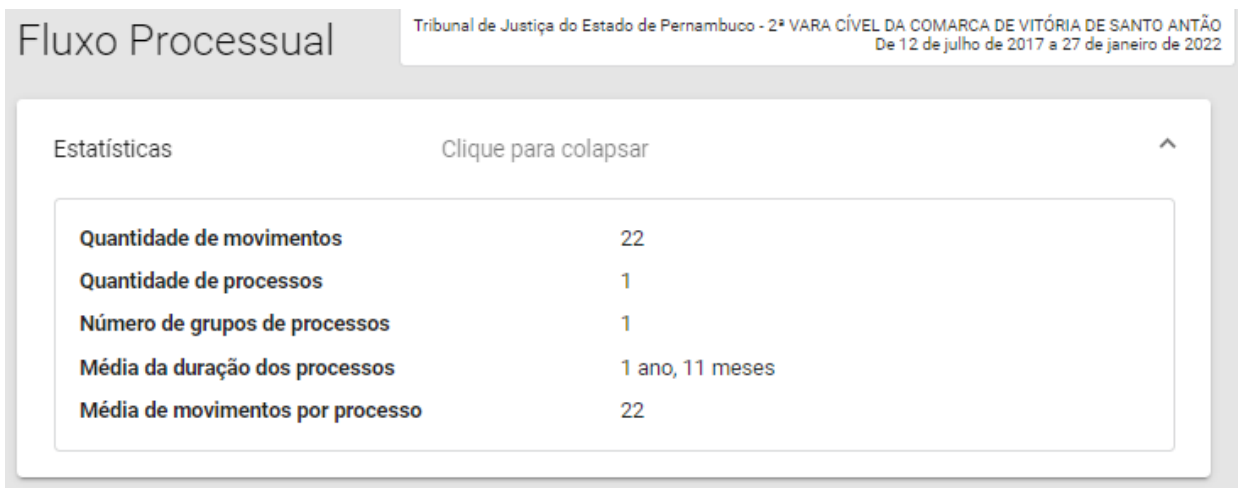 Fluxo Processual
Tribunal de Justiça do Estado de Pernambuco - 2ª VARA CÍVEL DA COMARCA DE VITÓRIA DE SANTO ANTÃO
De 12 de julho de 2017 a 27 de janeiro de 2022
Estatísticas Clique para colapsar
Quantidade de movimentos 22
Quantidade de processos 1
Número de grupos de processos 1
Média da duração dos processos 1 ano, 11 meses
Média de movimentos por processo 22